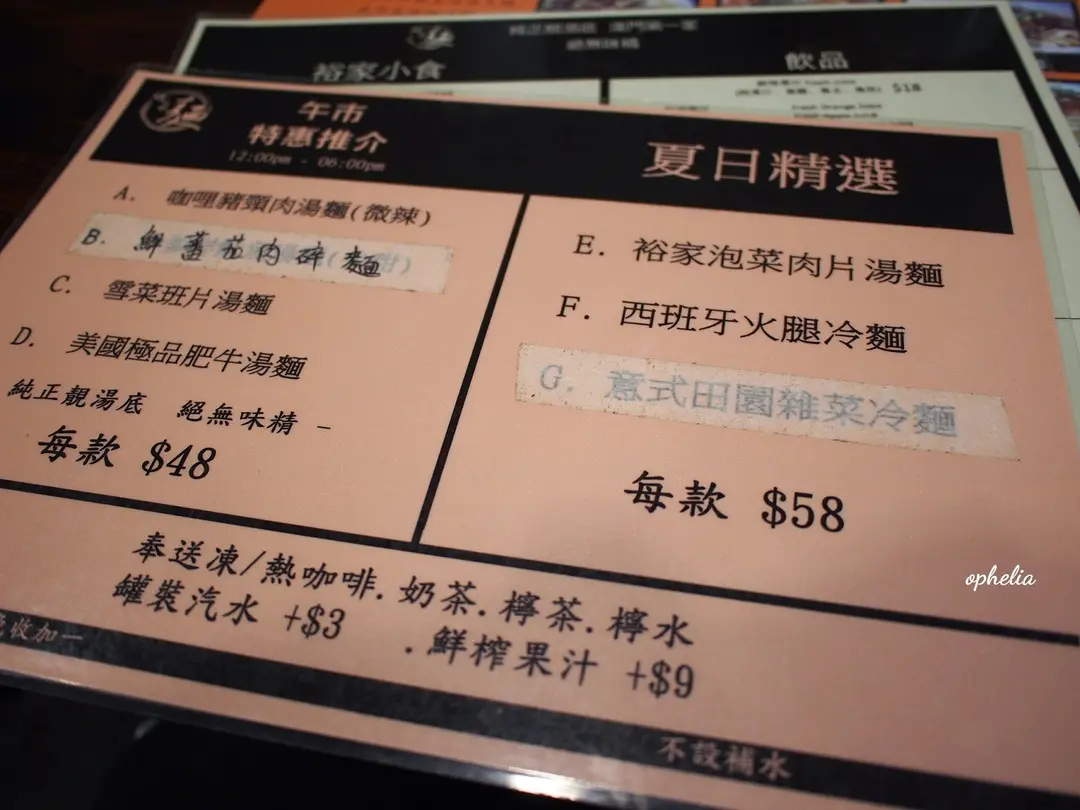 裕家小食
飲品
$18
午市
特惠推介
12:00pm - 06:00pm
A. 咖哩豬頸肉湯麵(微辣)
B. 鮮蕃茄肉碎麵
C. 雪菜班片湯麵
D. 美國極品肥牛湯麵
純正靚湯底 絕無味精
每款 $48
夏日精選
E. 裕家泡菜肉片湯麵
F. 西班牙火腿冷麵
G. 意式田園雜菜冷麵
每款 $58
奉送凍/熱咖啡.奶茶.檸茶.檸水
罐裝汽水 +$3 .鮮榨果汁 +$9
收加一
不設補水
ophelia